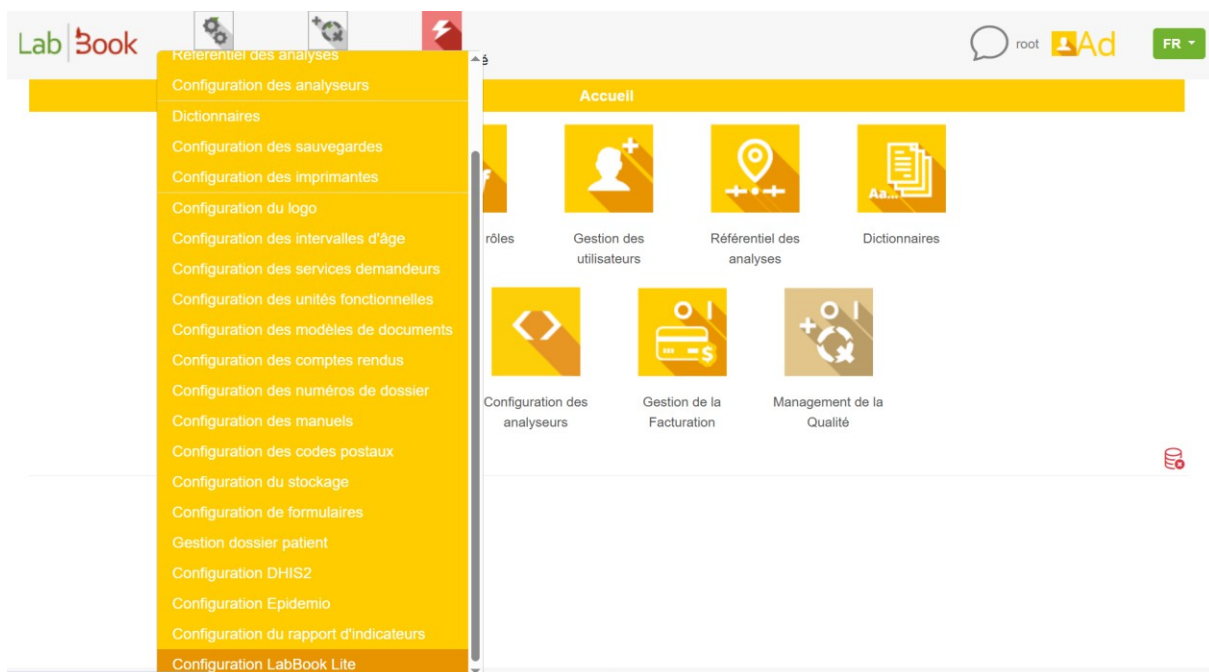 Lab Book
root
Ad
FR
é
Référentiel des analyses
Configuration des analyseurs
Dictionnaires
Configuration des sauvegardes
Configuration des imprimantes
Configuration du logo
Configuration des intervalles d'âge
Configuration des services demandeurs
Configuration des unités fonctionnelles
Configuration des modèles de documents
Configuration des comptes rendus
Configuration des numéros de dossier
Configuration des manuels
Configuration des codes postaux
Configuration du stockage
Configuration de formulaires
Gestion dossier patient
Configuration DHIS2
Configuration Epidemio
Configuration du rapport d'indicateurs
Configuration LabBook Lite
Accueil
Aa...
rôles
Gestion des
utilisateurs
Référentiel des
analyses
Dictionnaires
$
Configuration des
analyseurs
Gestion de la
Facturation
Management de la
Qualité